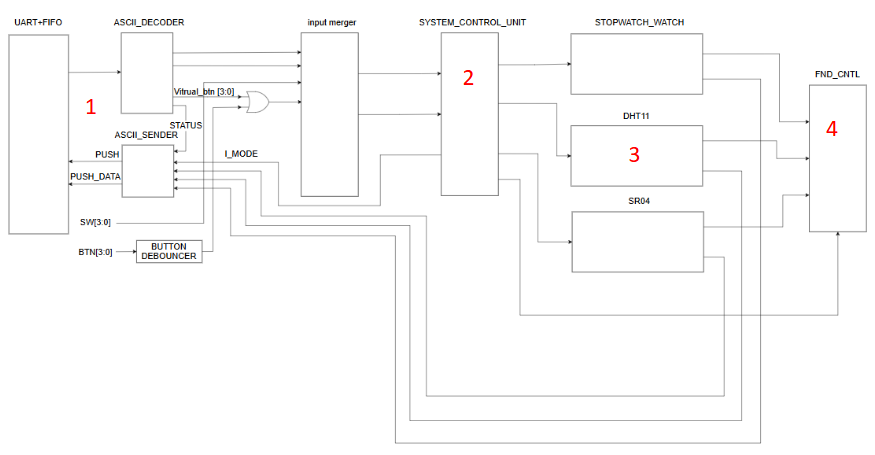 UART+FIFO
ASCII_DECODER
input merger
SYSTEM_CONTROL_UNIT
STOPWATCH_WATCH
FND_CNTL
1
2
3
4
Vitrual_btn [3:0]
STATUS
DHT11
ASCII_SENDER
PUSH
I_MODE
PUSH_DATA
SR04
SW[3:0]
BTN[3:0]
BUTTON
DEBOUNCER